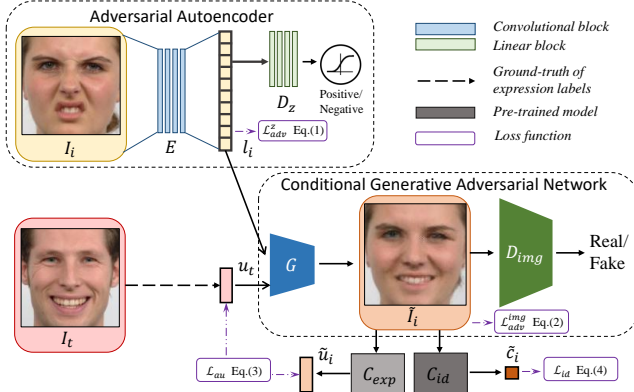 Adversarial Autoencoder
I_i
E
l_i
D_z
Positive/
Negative
ℒ^z_adv Eq.(1)
Convolutional block
Linear block
Ground-truth of
expression labels
Pre-trained model
Loss function
Conditional Generative Adversarial Network
I_t
u_t
G
Ĩ_i
D_img
Real/
Fake
ℒ^img_adv Eq.(2)
ℒ_au Eq.(3)
ũ_i
C_exp
C_id
c̃_i
ℒ_id Eq.(4)